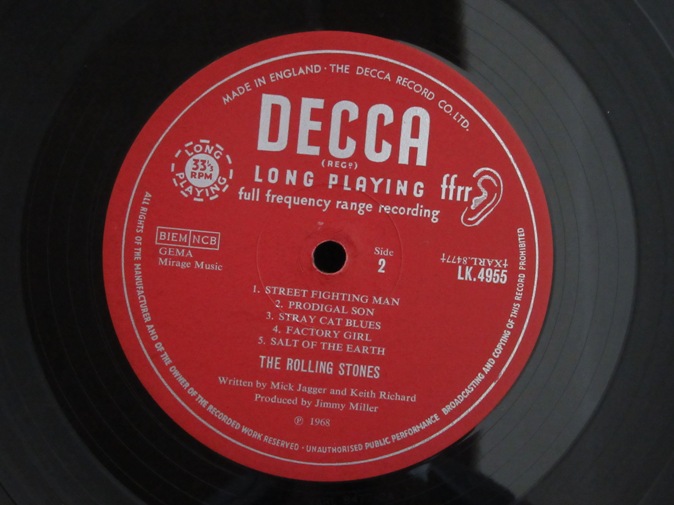 MADE IN ENGLAND · THE DECCA RECORD CO. LTD.
DECCA
(REGᴰ)
LONG PLAYING
ffrr
full frequency range recording
LONG
33⅓
RPM
PLAYING
BIEM NCB
GEMA
Mirage Music
Side
2
‡XARL.8477‡
LK.4955
1. STREET FIGHTING MAN
2. PRODIGAL SON
3. STRAY CAT BLUES
4. FACTORY GIRL
5. SALT OF THE EARTH
THE ROLLING STONES
Written by Mick Jagger and Keith Richard
Produced by Jimmy Miller
℗ 1968
ALL RIGHTS OF THE MANUFACTURER AND OF THE OWNER OF THE RECORDED WORK RESERVED · UNAUTHORISED PUBLIC PERFORMANCE BROADCASTING AND COPYING OF THIS RECORD PROHIBITED